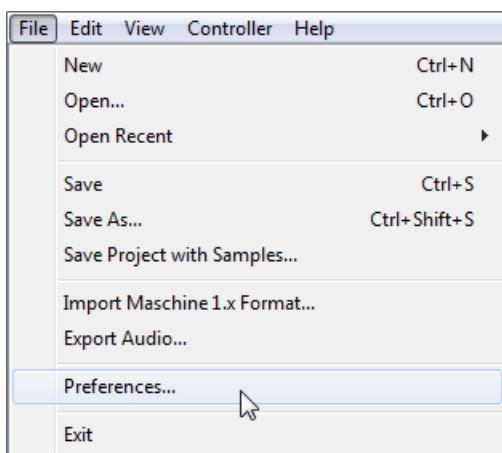 File Edit View Controller Help
New Ctrl+N
Open... Ctrl+O
Open Recent
Save Ctrl+S
Save As... Ctrl+Shift+S
Save Project with Samples...
Import Maschine 1.x Format...
Export Audio...
Preferences...
Exit